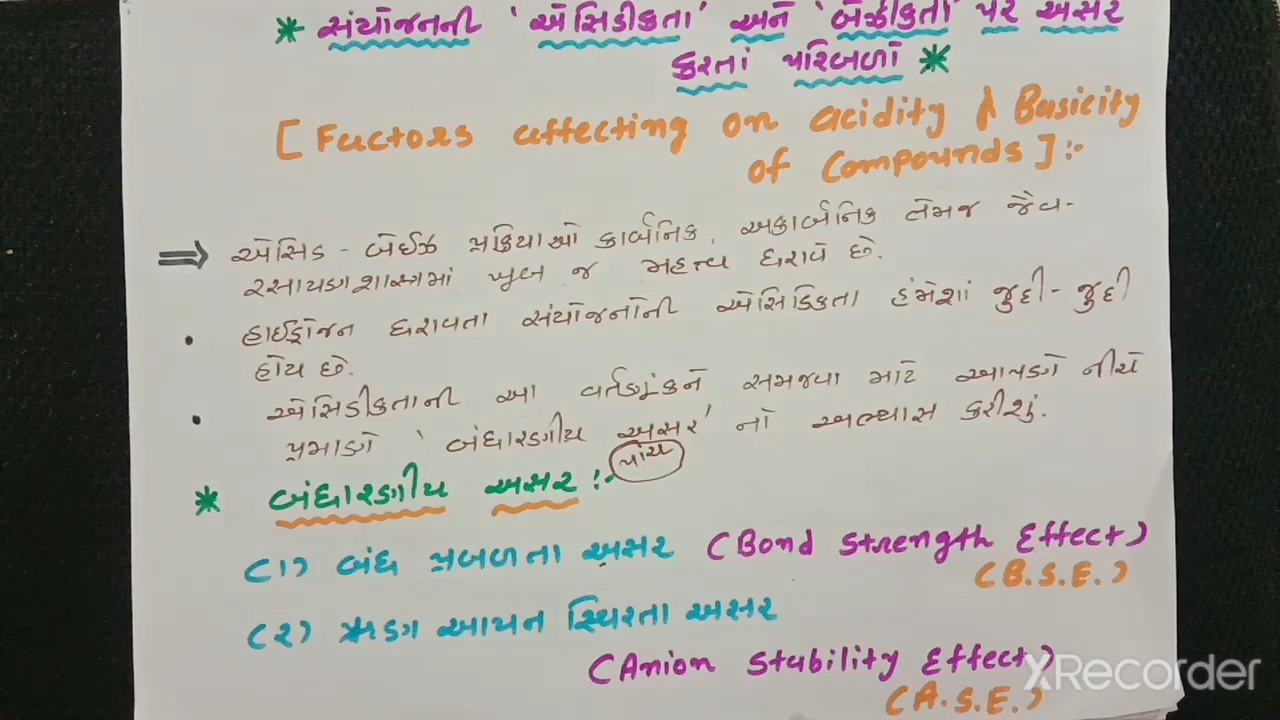 * સંયોજનની 'એસિડીકતા' અને 'બેઝીકતા' પર અસર
કરતાં પરિબળો *
[Factors affecting on acidity & Basicity
of Compounds]:-
⇒ એસિડ - બેઈઝ પ્રક્રિયાઓ કાર્બનિક, અકાર્બનિક તેમજ જૈવ-
રસાયણશાસ્ત્રમાં ખૂબ જ મહત્વ ધરાવે છે.
• હાઈડ્રોજન ધરાવતા સંયોજનોની એસિડિકતા હંમેશાં જુદી - જુદી
હોય છે.
• એસિડીકતાની આ વર્તણૂંકને સમજવા માટે આપણે નીચે
પ્રમાણે 'બંધારણીય અસર' નો અભ્યાસ કરીશું.
પાંચ
* બંધારણીય અસર :-
(1) બંધ પ્રબળતા અસર (Bond Strength Effect)
(B.S.E.)
(૨) ઋણ આયન સ્થિરતા અસર
(Anion Stability Effect)
(A.S.E.)
XRecorder